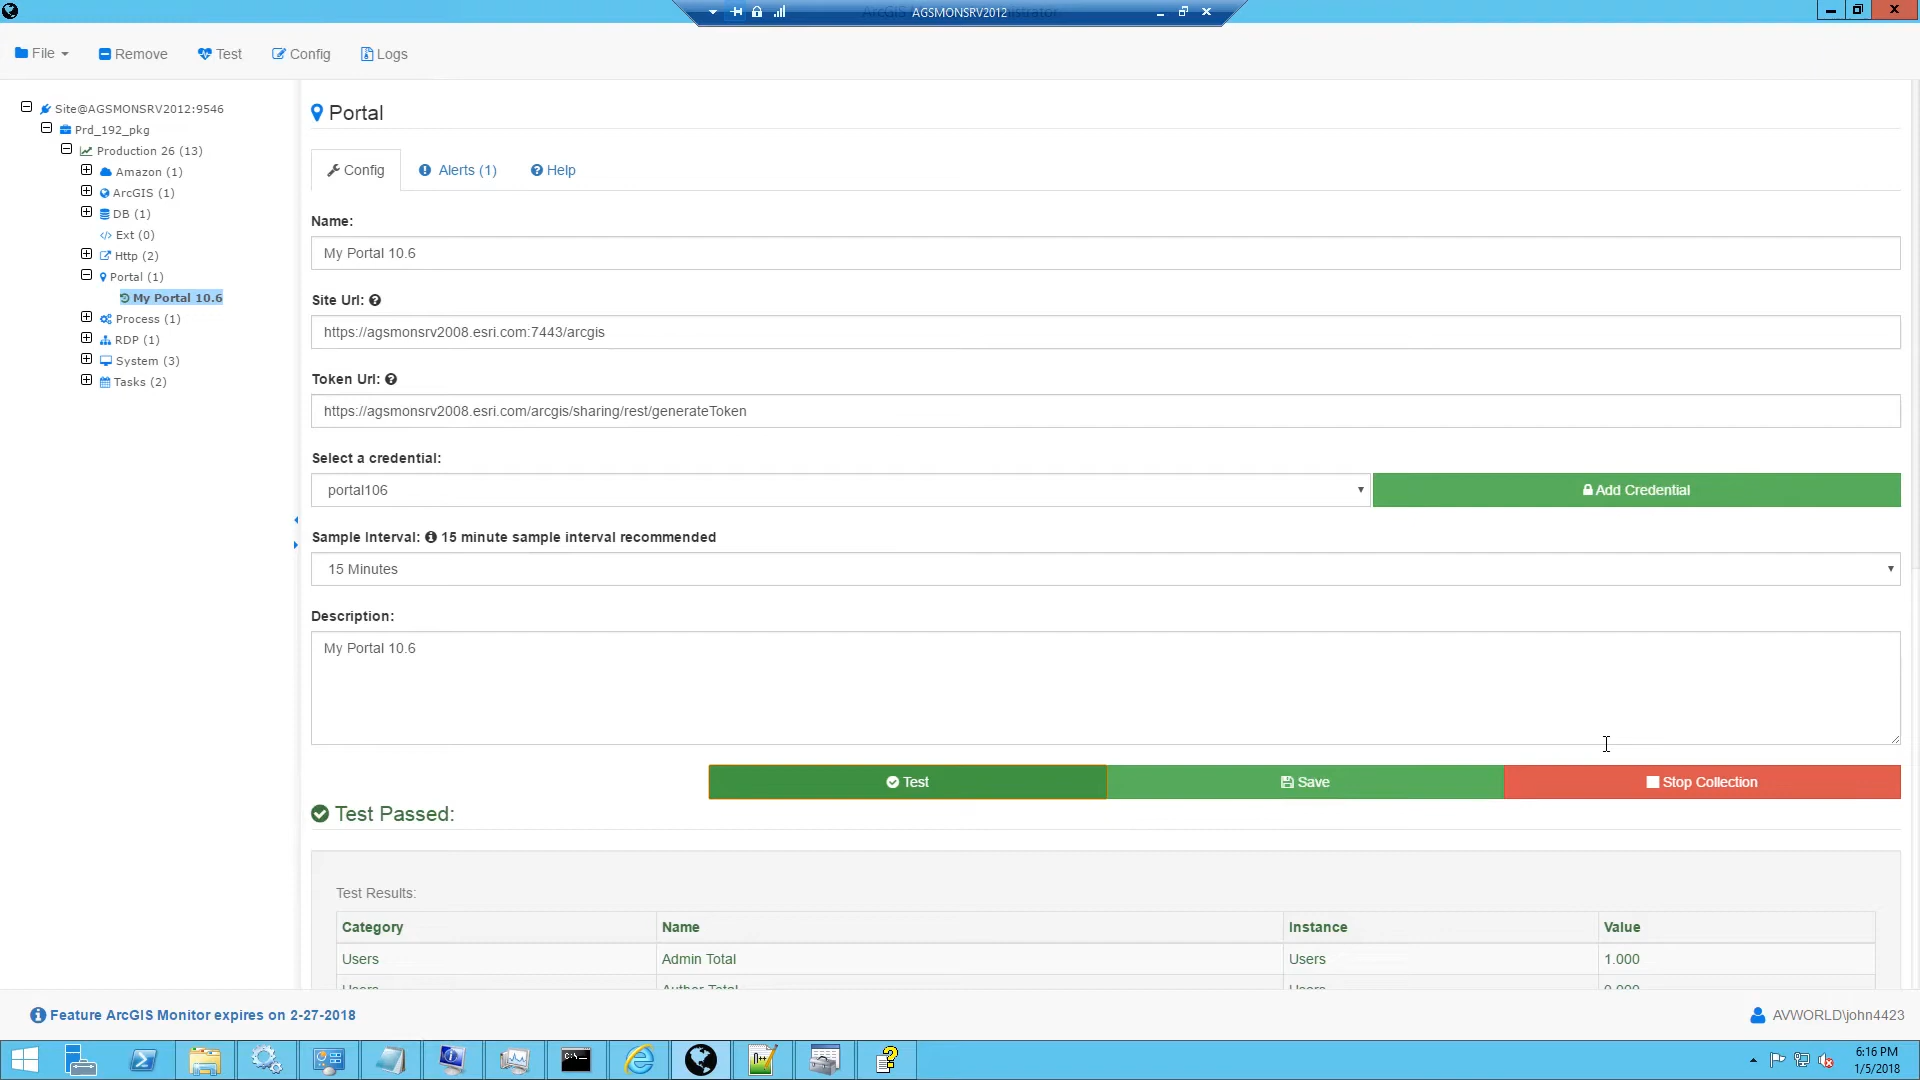 AGSMONSRV2012
File
Remove
Test
Config
Logs
Site@AGSMONSRV2012:9546
Prd_192_pkg
Production 26 (13)
Amazon (1)
ArcGIS (1)
DB (1)
Ext (0)
Http (2)
Portal (1)
My Portal 10.6
Process (1)
RDP (1)
System (3)
Tasks (2)
Portal
Config
Alerts (1)
Help
Name:
My Portal 10.6
Site Url:
https://agsmonsrv2008.esri.com:7443/arcgis
Token Url:
https://agsmonsrv2008.esri.com/arcgis/sharing/rest/generateToken
Select a credential:
portal106
Add Credential
Sample Interval: 15 minute sample interval recommended
15 Minutes
Description:
My Portal 10.6
Test
Save
Stop Collection
Test Passed:
Test Results:
Category Name Instance Value
Users Admin Total Users 1.000
Users Author Total Users 0.000
Feature ArcGIS Monitor expires on 2-27-2018
AVWORLD\john4423
6:16 PM
1/5/2018